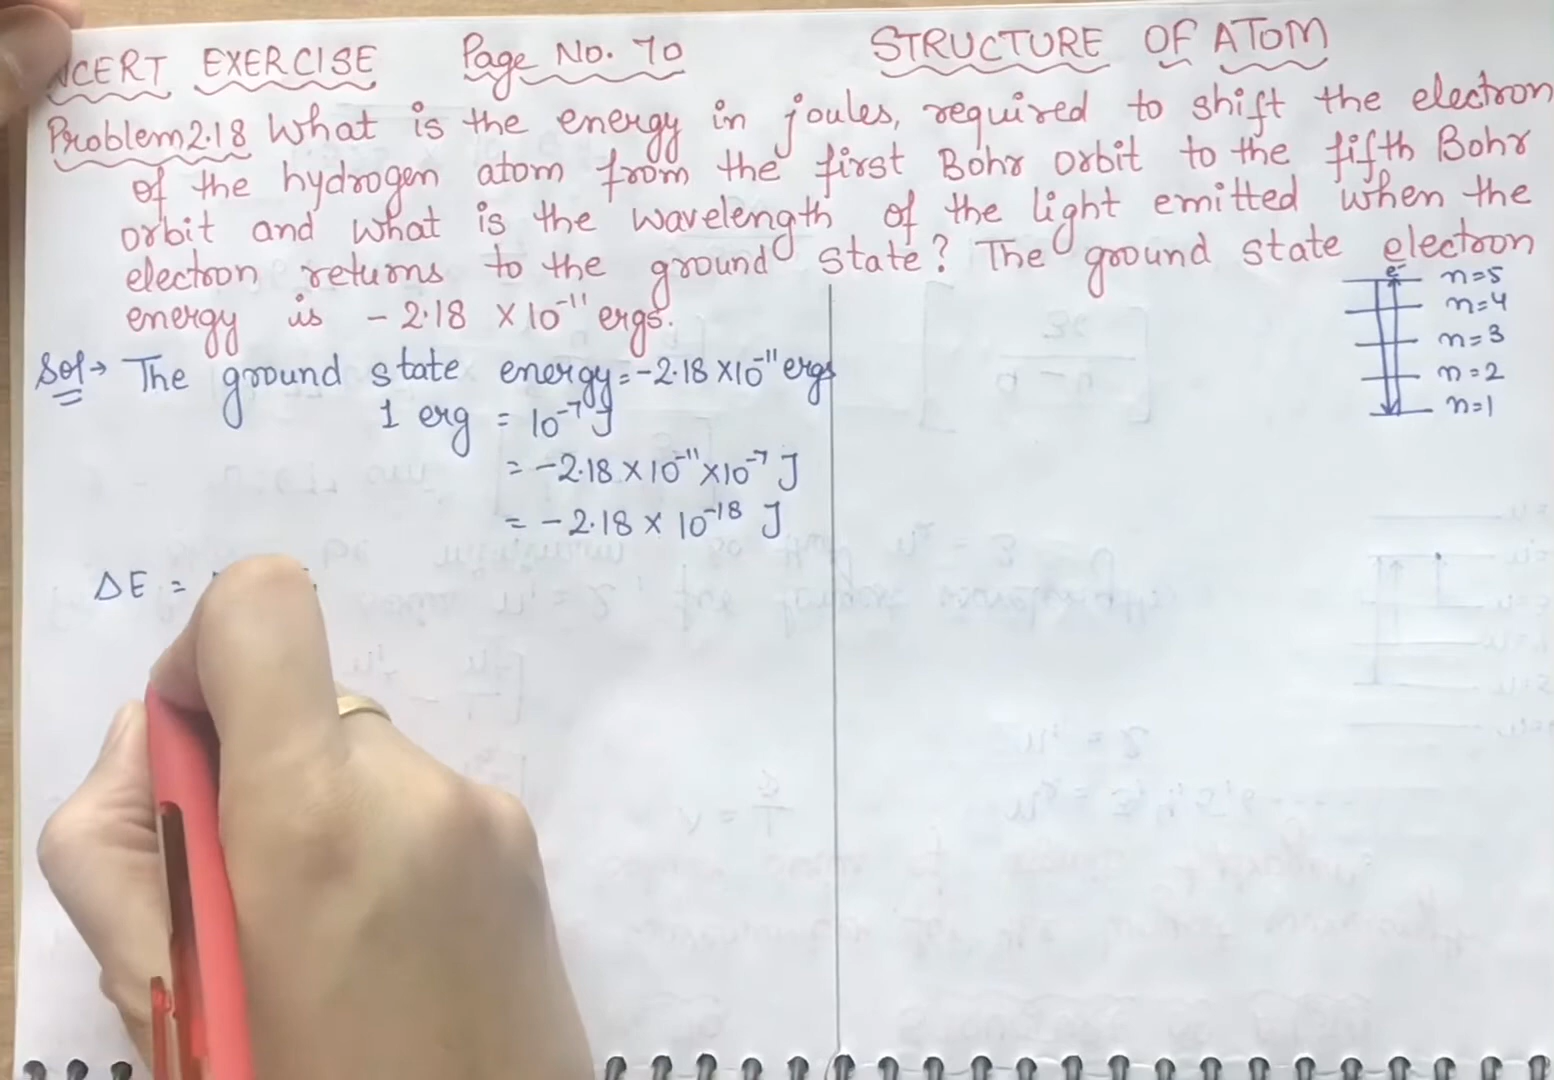 NCERT EXERCISE Page No. 70 STRUCTURE OF ATOM
Problem 2.18 What is the energy in joules, required to shift the electron
of the hydrogen atom from the first Bohr orbit to the fifth Bohr
orbit and what is the wavelength of the light emitted when the
electron returns to the ground state? The ground state electron
energy is - 2.18 × 10⁻¹¹ ergs.
e⁻ n=5
n=4
n=3
n=2
n=1
Sol→ The ground state energy = -2.18 ×10⁻¹¹ ergs
1 erg = 10⁻⁷ J
= -2.18 × 10⁻¹¹ × 10⁻⁷ J
= -2.18 × 10⁻¹⁸ J
ΔE =